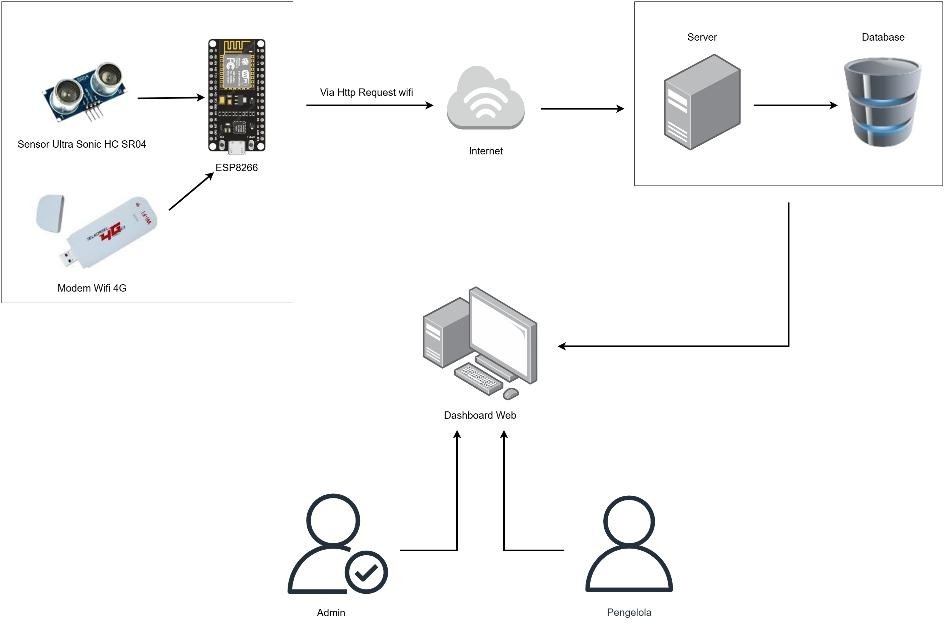 Server
Database
Via Http Request wifi
Sensor Ultra Sonic HC SR04
Internet
ESP8266
4G
Modem Wifi 4G
Dashboard Web
Admin
Pengelola